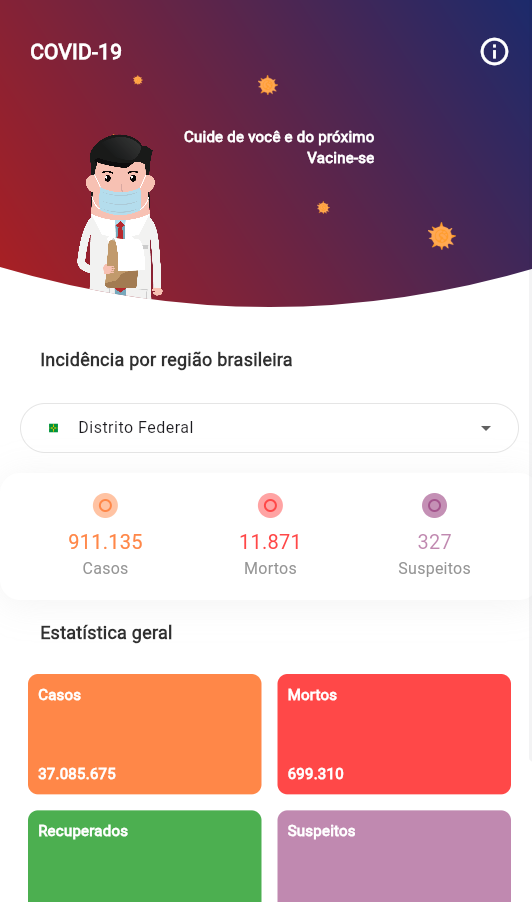 COVID-19
Cuide de você e do próximo
Vacine-se
Incidência por região brasileira
Distrito Federal
911.135
11.871
327
Casos
Mortos
Suspeitos
Estatística geral
Casos
Mortos
37.085.675
699.310
Recuperados
Suspeitos